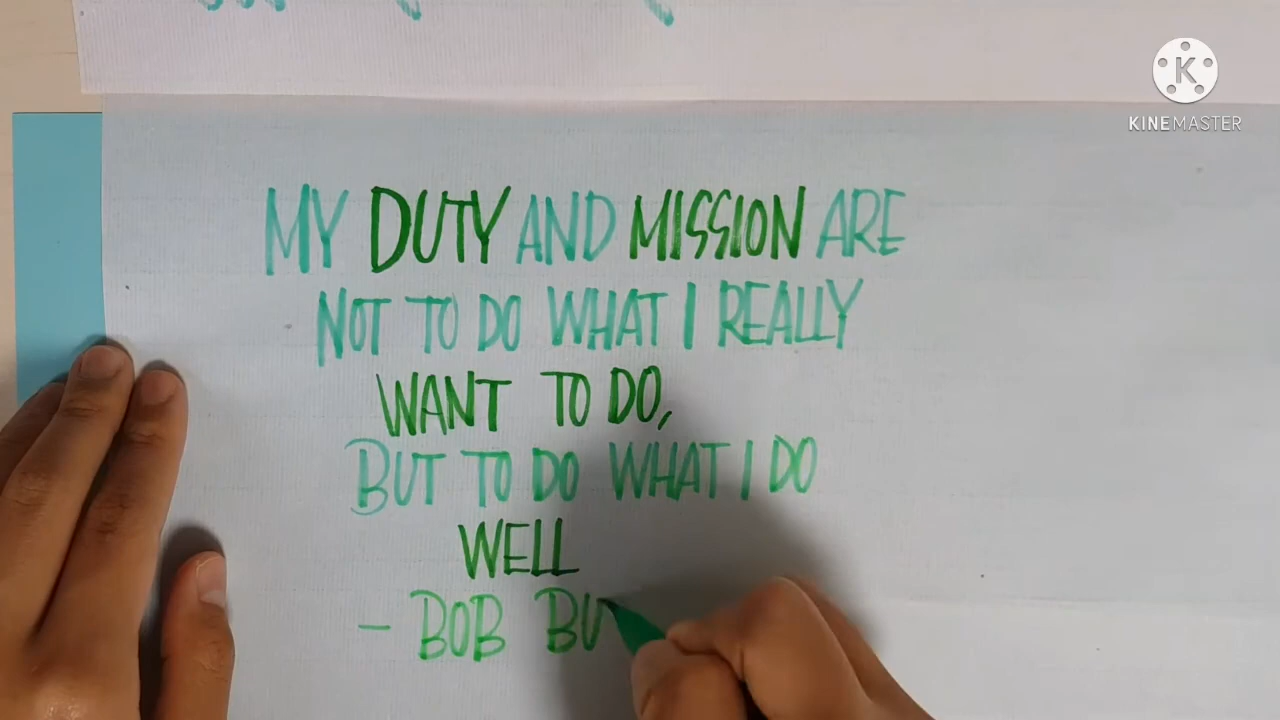 MY DUTY AND MISSION ARE
NOT TO DO WHAT I REALLY
WANT TO DO,
BUT TO DO WHAT I DO
WELL
- BOB BU
K
KINEMASTER